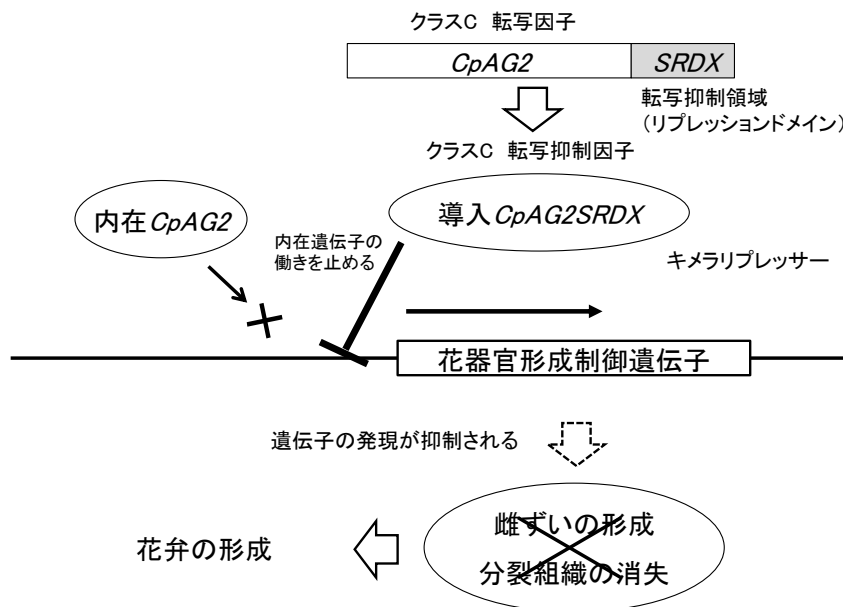 クラスC 転写因子
CpAG2 SRDX
転写抑制領域
（リプレッションドメイン）
クラスC 転写抑制因子
内在CpAG2
導入CpAG2SRDX
内在遺伝子の
働きを止める
キメラリプレッサー
花器官形成制御遺伝子
遺伝子の発現が抑制される
雌ずいの形成
花弁の形成
分裂組織の消失